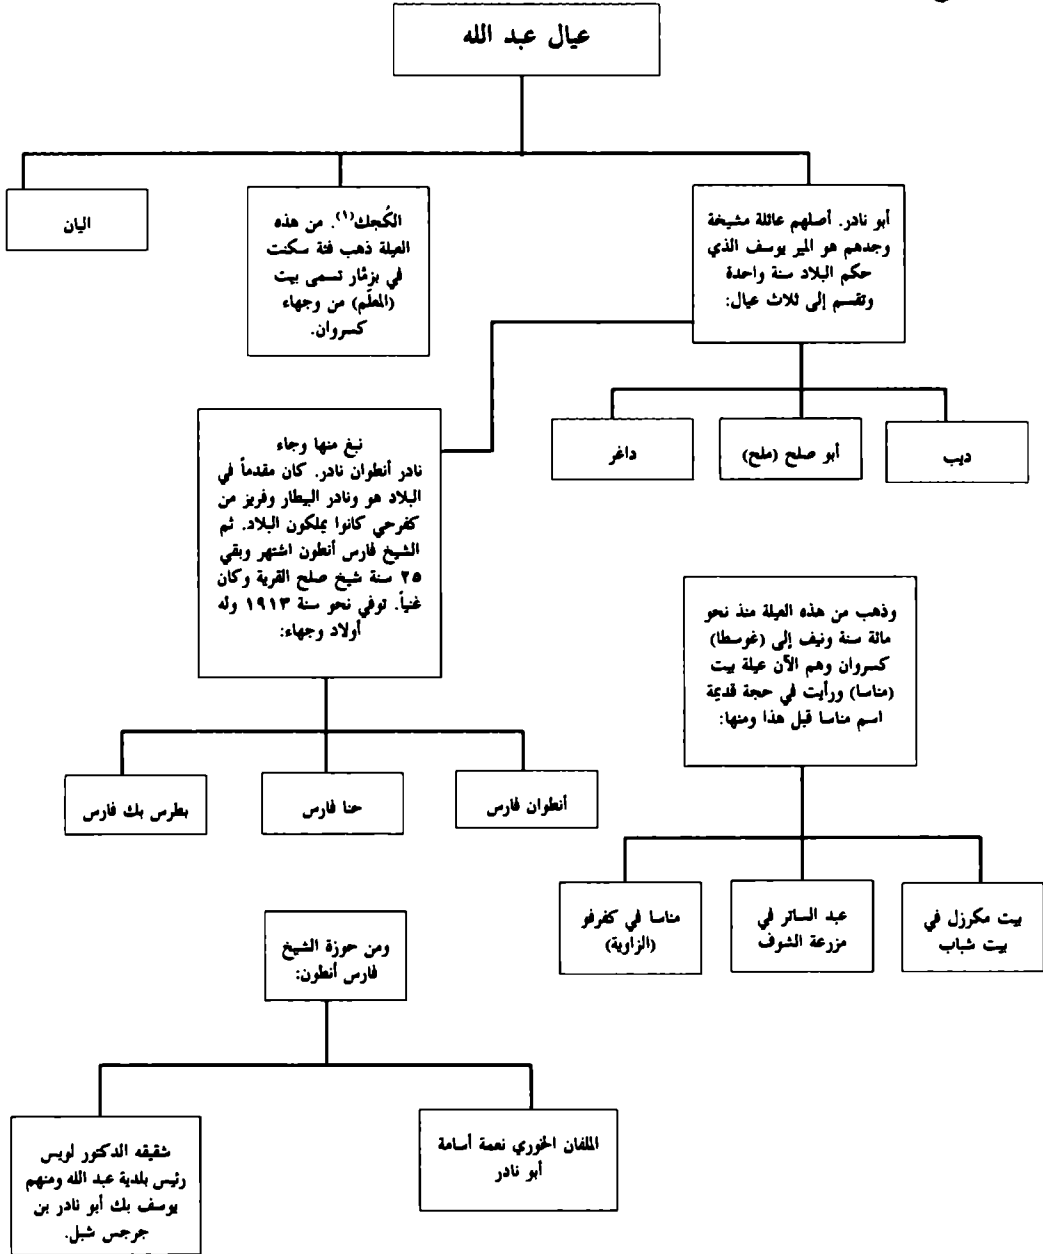 عيال عبد الله
أبو نادر. أصلهم عائلة مشيخة
وجدهم هو المير يوسف الذي
حكم البلاد سنة واحدة
وتقسم إلى ثلاث عيال:
الكُجك(١). من هذه
العيلة ذهب فئة سكنت
في بزمّار تسمى بيت
(المعلّم) من وجهاء
كسروان.
اليان
ديب
أبو صلح (ملح)
داغر
نبغ منها وجاء
نادر أنطوان نادر. كان مقدماً في
البلاد هو ونادر البيطار وفريز من
كفرحي كانوا يملكون البلاد. ثم
الشيخ فارس أنطون اشتهر وبقي
٢٥ سنة شيخ صلح القرية وكان
غنياً. توفي نحو سنة ١٩١٣ وله
أولاد وجهاء:
وذهب من هذه العيلة منذ نحو
مائة سنة ونيف إلى (غوسطا)
كسروان وهم الآن عيلة بيت
(مناسا) ورأيت في حجة قديمة
اسم مناسا قبل هذا ومنها:
أنطوان فارس
حنا فارس
بطرس بك فارس
بيت مكرزل في
بيت شباب
عبد الساتر في
مزرعة الشوف
مناسا في كفرفو
(الزاوية)
ومن حوزة الشيخ
فارس أنطون:
الملفان الخوري نعمة أسامة
أبو نادر
شقيقه الدكتور لويس
رئيس بلدية عبد الله ومنهم
يوسف بك أبو نادر بن
جرجس شبل.